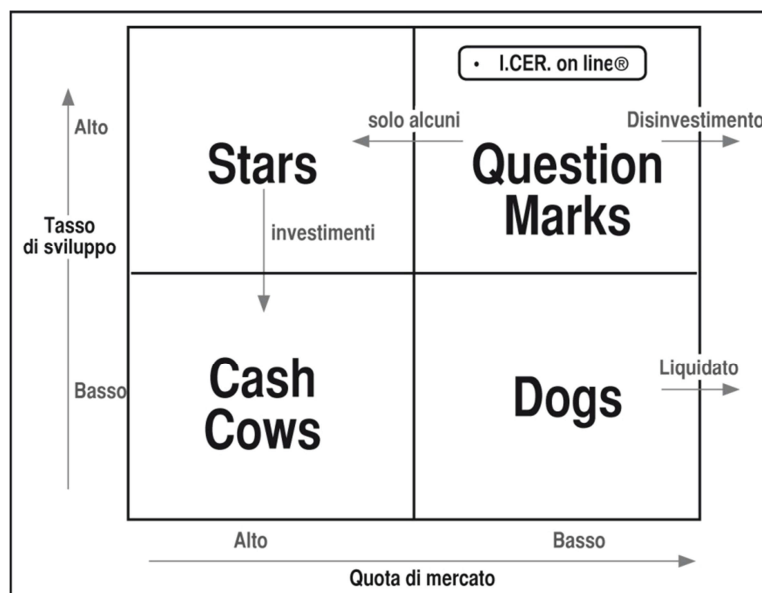 • I.CER. on line®
solo alcuni
Disinvestimento
Alto
Stars
Question
Marks
Tasso
di sviluppo
investimenti
Cash
Cows
Liquidato
Basso
Dogs
Alto
Basso
Quota di mercato